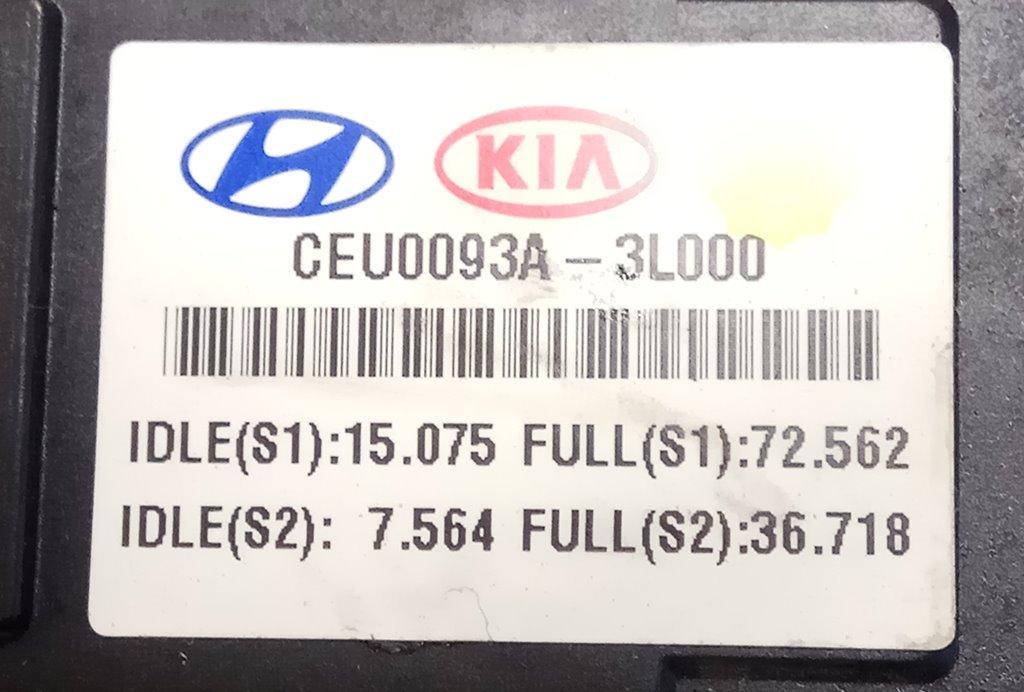 KIA
CEU0093A-3L000
IDLE(S1):15.075 FULL(S1):72.562
IDLE(S2): 7.564 FULL(S2):36.718